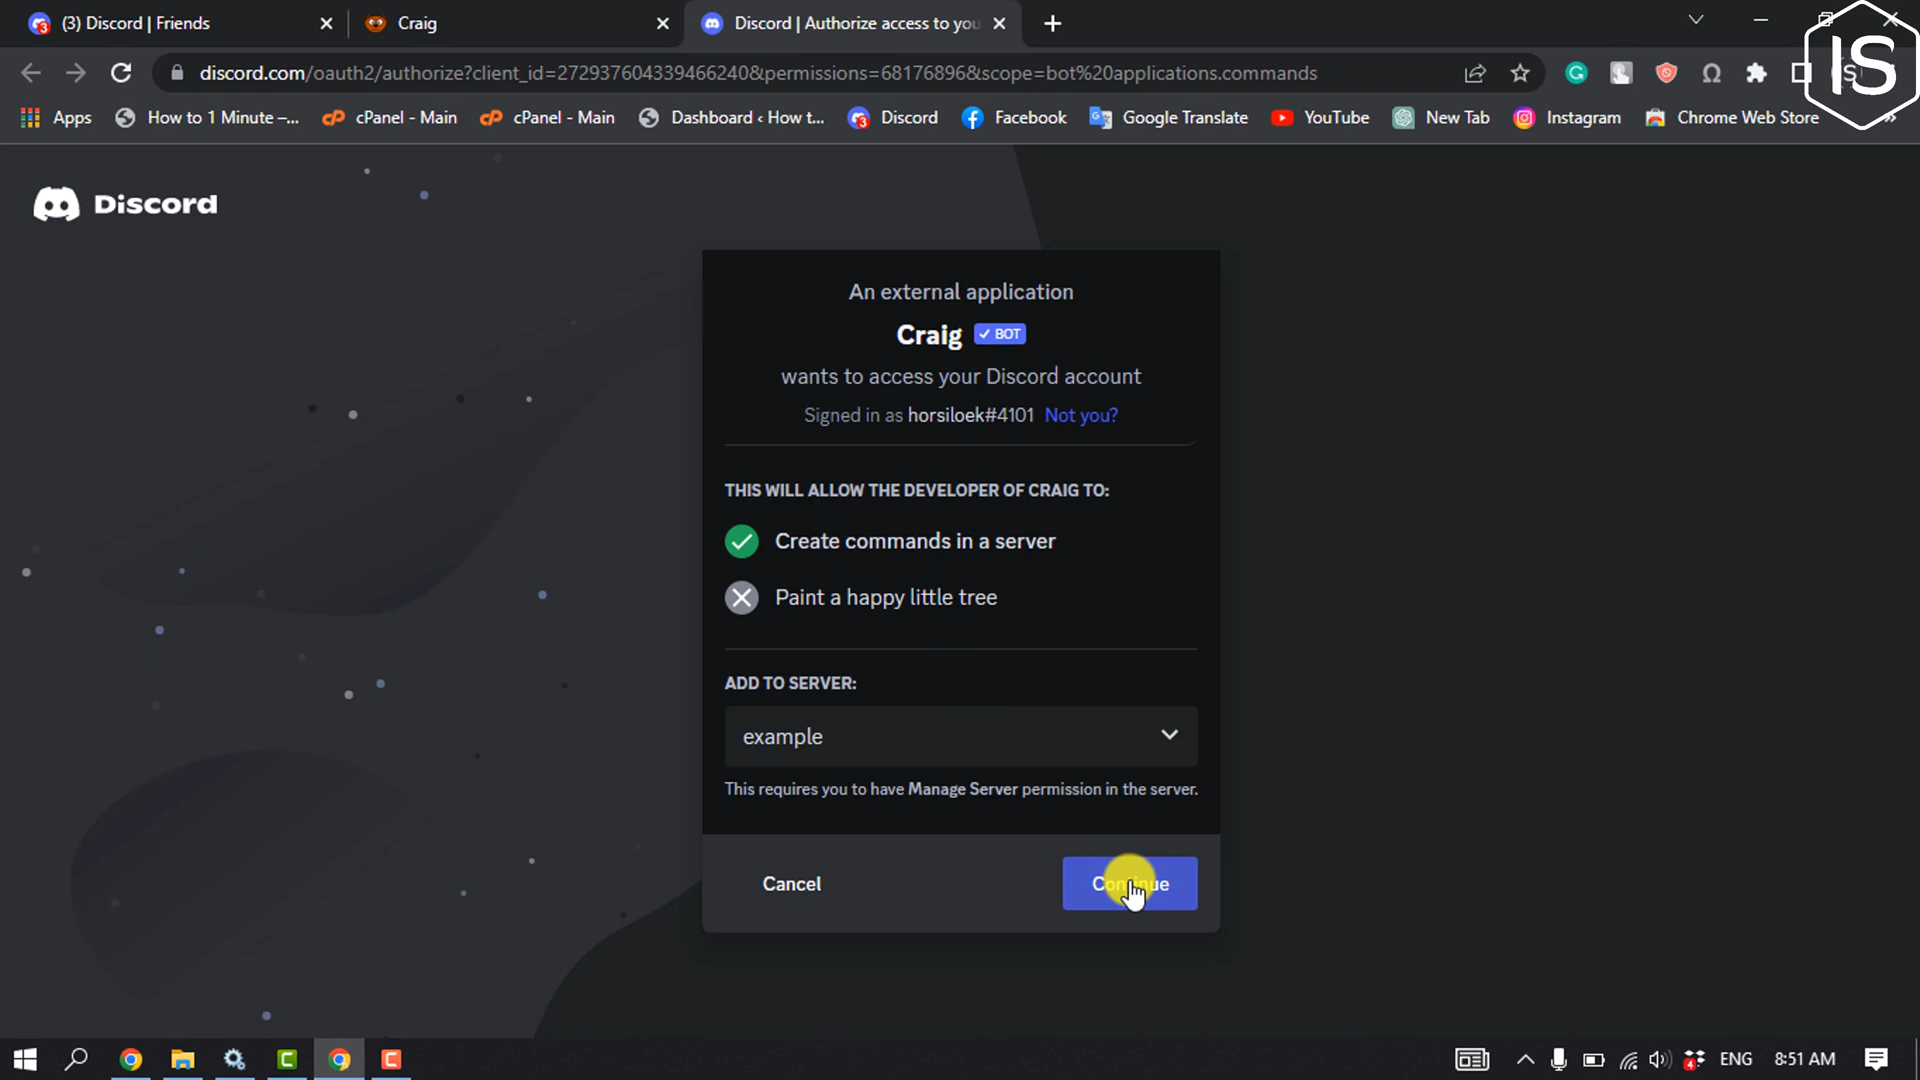 (3) Discord | Friends
Craig
Discord | Authorize access to you
discord.com/oauth2/authorize?client_id=272937604339466240&permissions=68176896&scope=bot%20applications.commands
Apps
How to 1 Minute –...
cPanel - Main
cPanel - Main
Dashboard ‹ How t...
Discord
Facebook
Google Translate
YouTube
New Tab
Instagram
Chrome Web Store
IS
Discord
An external application
Craig BOT
wants to access your Discord account
Signed in as horsiloek#4101 Not you?
THIS WILL ALLOW THE DEVELOPER OF CRAIG TO:
Create commands in a server
Paint a happy little tree
ADD TO SERVER:
example
This requires you to have Manage Server permission in the server.
Cancel
Continue
ENG
8:51 AM